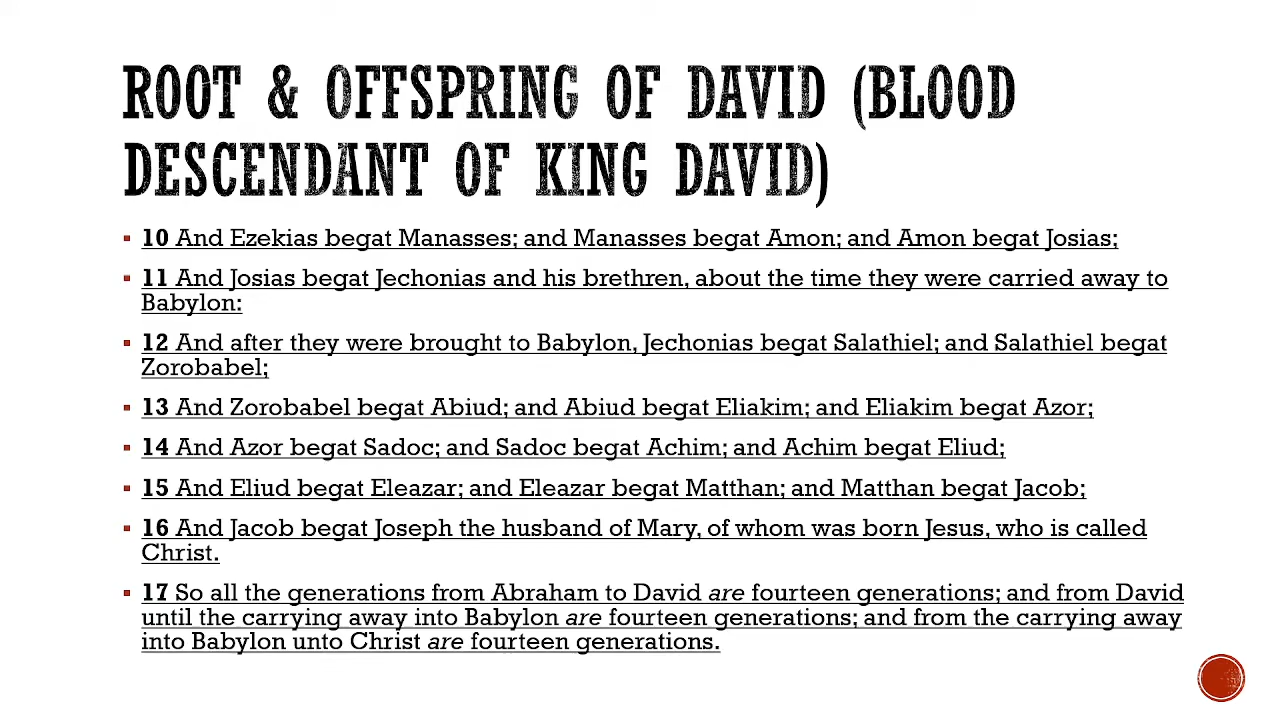 ROOT & OFFSPRING OF DAVID (BLOOD
DESCENDANT OF KING DAVID)
10 And Ezekias begat Manasses; and Manasses begat Amon; and Amon begat Josias;
11 And Josias begat Jechonias and his brethren, about the time they were carried away to
Babylon:
12 And after they were brought to Babylon, Jechonias begat Salathiel; and Salathiel begat
Zorobabel;
13 And Zorobabel begat Abiud; and Abiud begat Eliakim; and Eliakim begat Azor;
14 And Azor begat Sadoc; and Sadoc begat Achim; and Achim begat Eliud;
15 And Eliud begat Eleazar; and Eleazar begat Matthan; and Matthan begat Jacob;
16 And Jacob begat Joseph the husband of Mary, of whom was born Jesus, who is called
Christ.
17 So all the generations from Abraham to David are fourteen generations; and from David
until the carrying away into Babylon are fourteen generations; and from the carrying away
into Babylon unto Christ are fourteen generations.